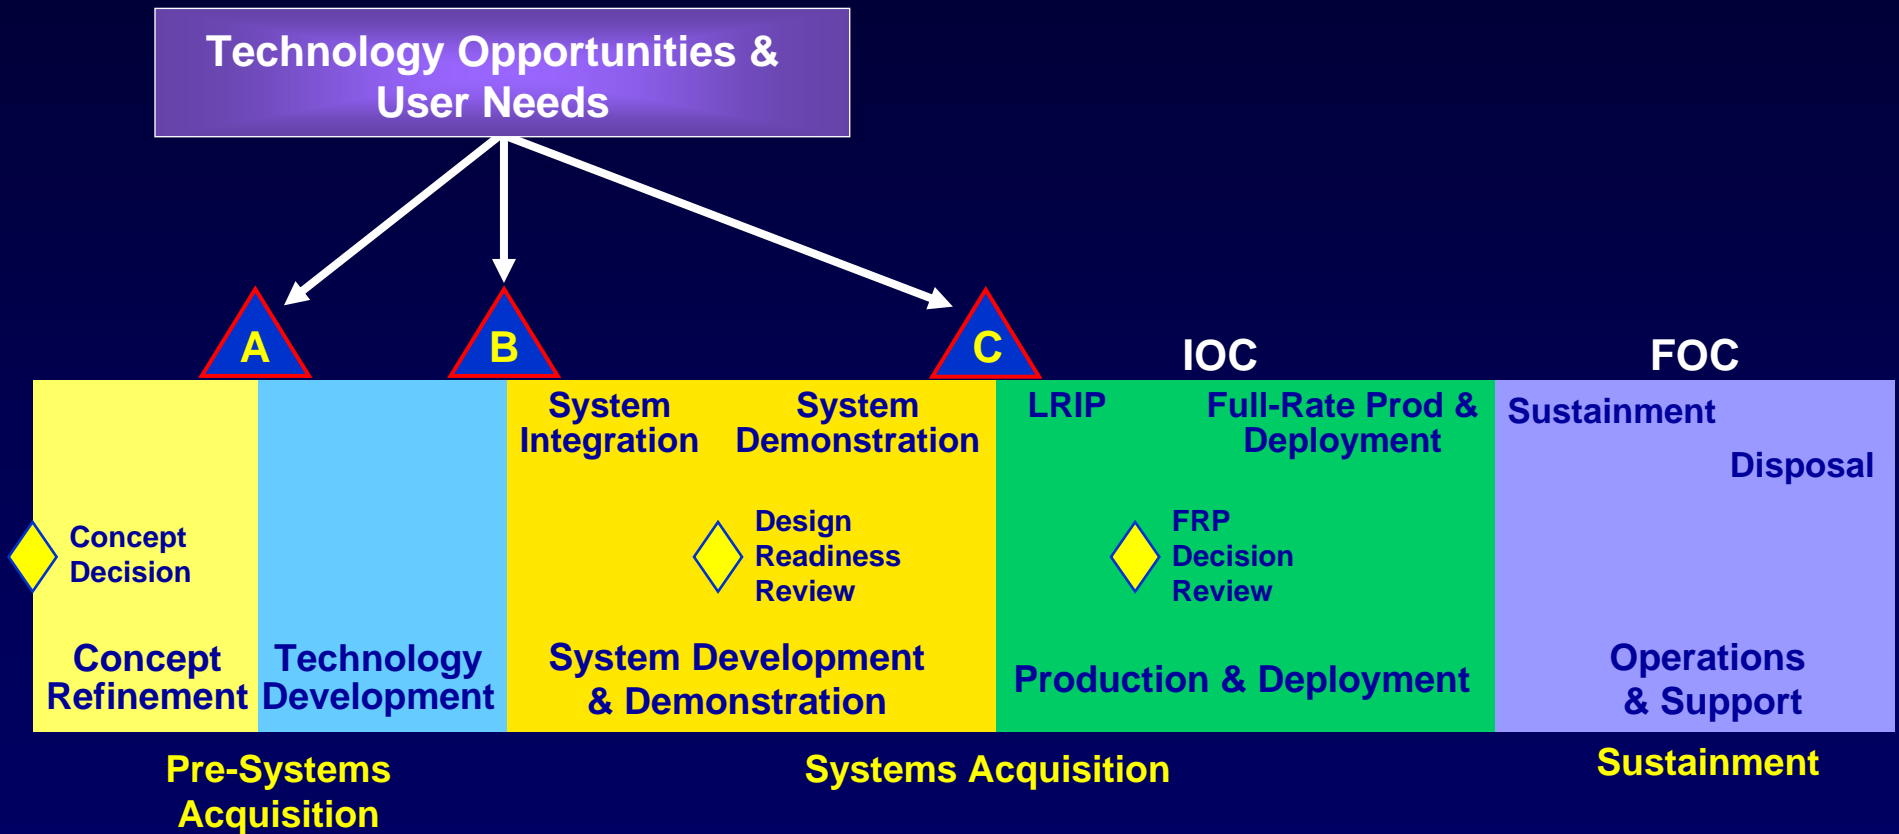 Technology Opportunities &
User Needs
A
B
C
IOC
FOC
System
Integration
System
Demonstration
LRIP
Full-Rate Prod &
Deployment
Sustainment
Disposal
Concept
Decision
Design
Readiness
Review
FRP
Decision
Review
Concept
Refinement
Technology
Development
System Development
& Demonstration
Production & Deployment
Operations
& Support
Pre-Systems
Acquisition
Systems Acquisition
Sustainment